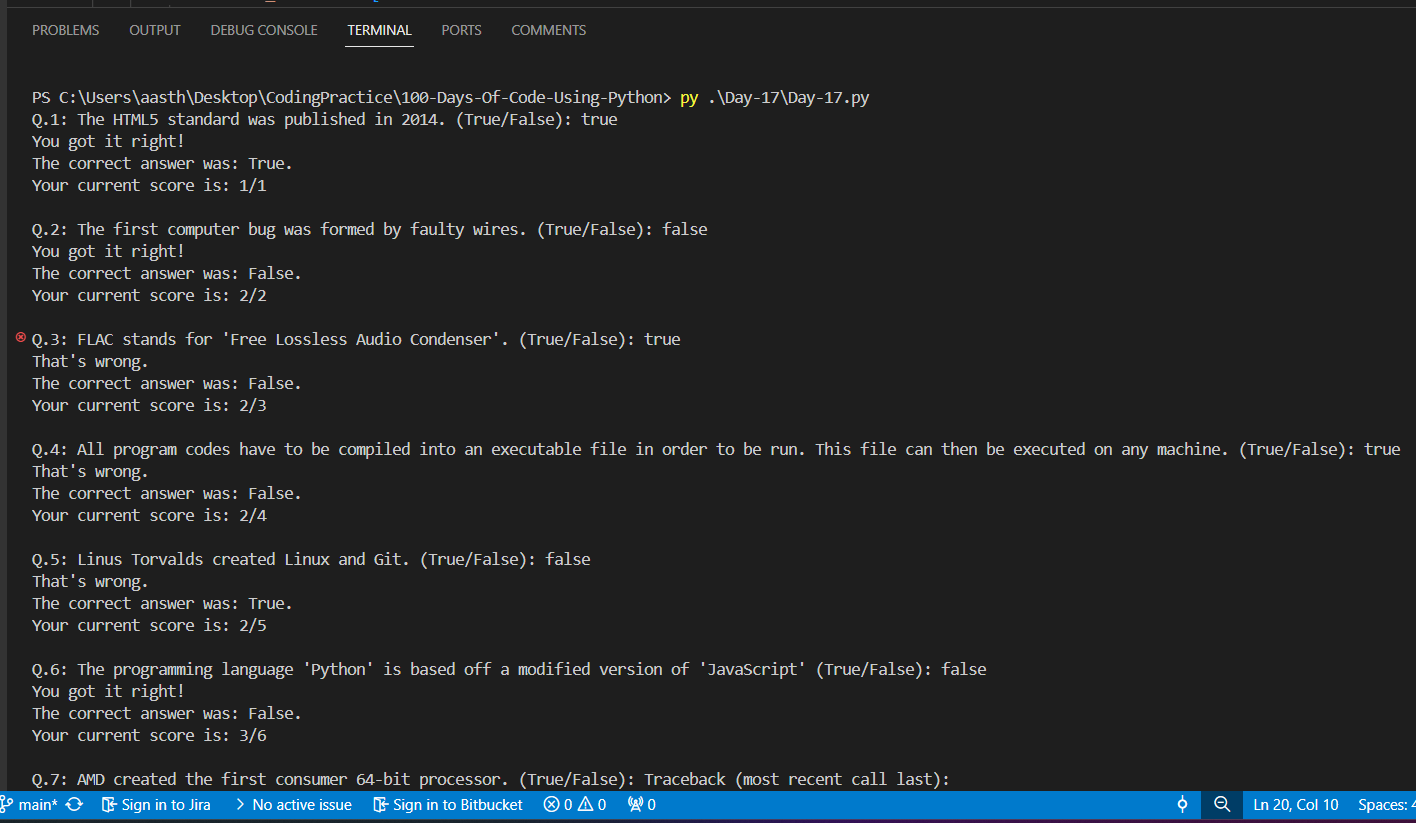 PROBLEMS OUTPUT DEBUG CONSOLE TERMINAL PORTS COMMENTS
PS C:\Users\aasth\Desktop\CodingPractice\100-Days-Of-Code-Using-Python> py .\Day-17\Day-17.py
Q.1: The HTML5 standard was published in 2014. (True/False): true
You got it right!
The correct answer was: True.
Your current score is: 1/1
Q.2: The first computer bug was formed by faulty wires. (True/False): false
You got it right!
The correct answer was: False.
Your current score is: 2/2
Q.3: FLAC stands for 'Free Lossless Audio Condenser'. (True/False): true
That's wrong.
The correct answer was: False.
Your current score is: 2/3
Q.4: All program codes have to be compiled into an executable file in order to be run. This file can then be executed on any machine. (True/False): true
That's wrong.
The correct answer was: False.
Your current score is: 2/4
Q.5: Linus Torvalds created Linux and Git. (True/False): false
That's wrong.
The correct answer was: True.
Your current score is: 2/5
Q.6: The programming language 'Python' is based off a modified version of 'JavaScript' (True/False): false
You got it right!
The correct answer was: False.
Your current score is: 3/6
Q.7: AMD created the first consumer 64-bit processor. (True/False): Traceback (most recent call last):
main* Sign in to Jira No active issue Sign in to Bitbucket 0 0 0 Ln 20, Col 10 Spaces: 4